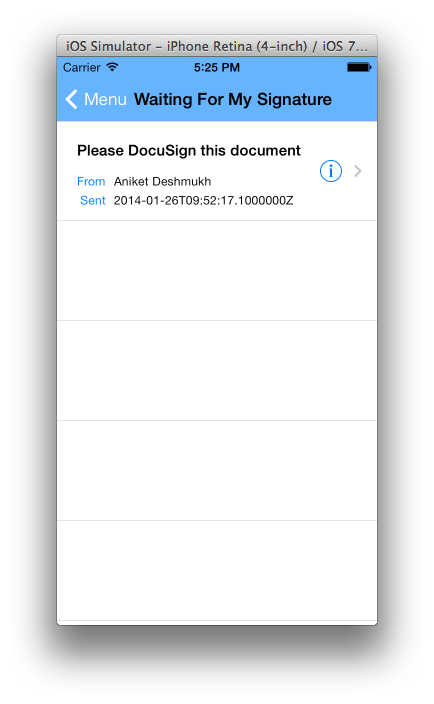 iOS Simulator – iPhone Retina (4-inch) / iOS 7...
Carrier 5:25 PM
Menu Waiting For My Signature
Please DocuSign this document
From Aniket Deshmukh
Sent 2014-01-26T09:52:17.1000000Z